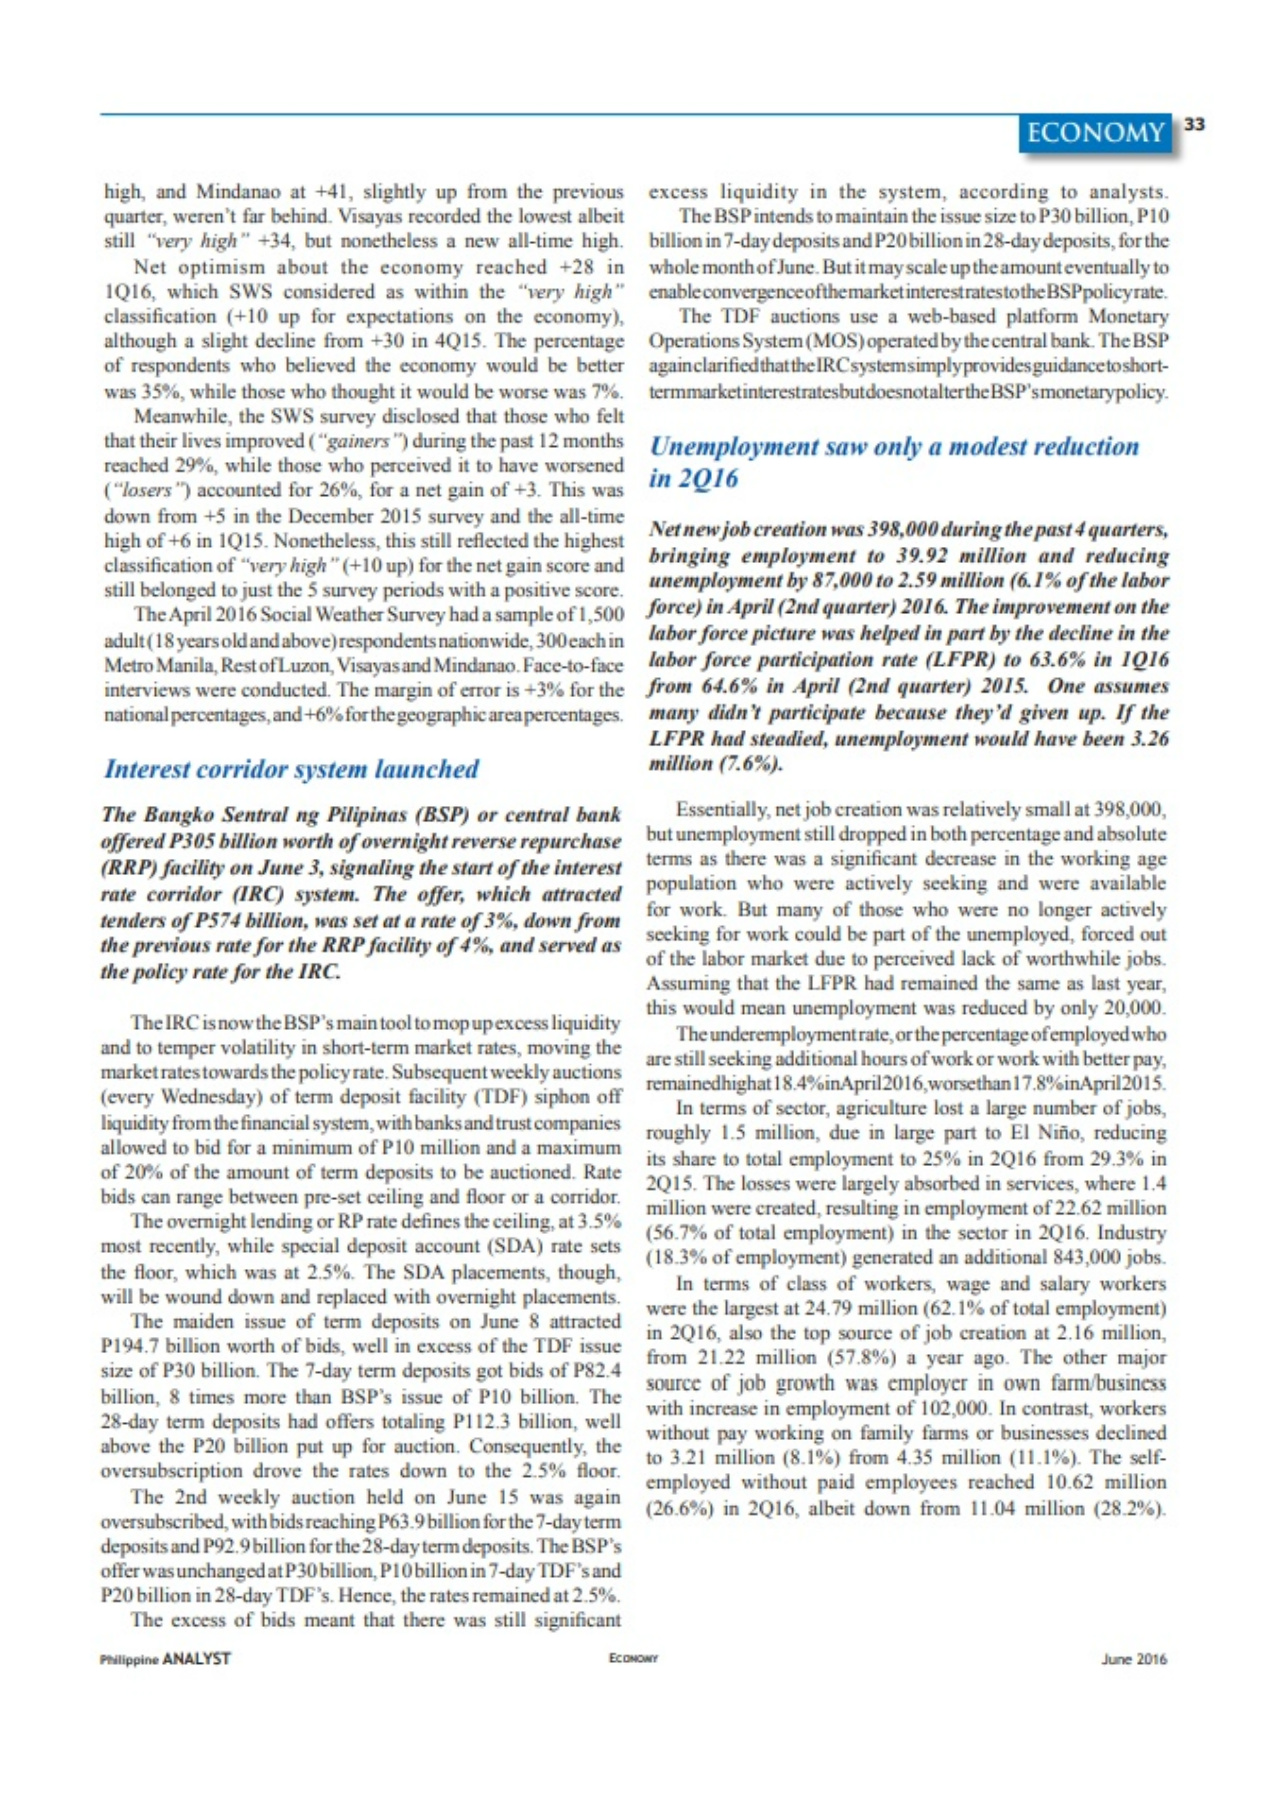 ECONOMY 33
high, and Mindanao at +41, slightly up from the previous
quarter, weren't far behind. Visayas recorded the lowest albeit
still "very high" +34, but nonetheless a new all-time high.
Net optimism about the economy reached +28 in
1Q16, which SWS considered as within the "very high"
classification (+10 up for expectations on the economy),
although a slight decline from +30 in 4Q15. The percentage
of respondents who believed the economy would be better
was 35%, while those who thought it would be worse was 7%.
Meanwhile, the SWS survey disclosed that those who felt
that their lives improved ("gainers") during the past 12 months
reached 29%, while those who perceived it to have worsened
("losers") accounted for 26%, for a net gain of +3. This was
down from +5 in the December 2015 survey and the all-time
high of +6 in 1Q15. Nonetheless, this still reflected the highest
classification of "very high" (+10 up) for the net gain score and
still belonged to just the 5 survey periods with a positive score.
The April 2016 Social Weather Survey had a sample of 1,500
adult (18 years old and above) respondents nationwide, 300 each in
Metro Manila, Rest of Luzon, Visayas and Mindanao. Face-to-face
interviews were conducted. The margin of error is +3% for the
national percentages, and +6% for the geographic area percentages.
Interest corridor system launched
The Bangko Sentral ng Pilipinas (BSP) or central bank
offered P305 billion worth of overnight reverse repurchase
(RRP) facility on June 3, signaling the start of the interest
rate corridor (IRC) system. The offer, which attracted
tenders of P574 billion, was set at a rate of 3%, down from
the previous rate for the RRP facility of 4%, and served as
the policy rate for the IRC.
The IRC is now the BSP's main tool to mop up excess liquidity
and to temper volatility in short-term market rates, moving the
market rates towards the policy rate. Subsequent weekly auctions
(every Wednesday) of term deposit facility (TDF) siphon off
liquidity from the financial system, with banks and trust companies
allowed to bid for a minimum of P10 million and a maximum
of 20% of the amount of term deposits to be auctioned. Rate
bids can range between pre-set ceiling and floor or a corridor.
The overnight lending or RP rate defines the ceiling, at 3.5%
most recently, while special deposit account (SDA) rate sets
the floor, which was at 2.5%. The SDA placements, though,
will be wound down and replaced with overnight placements.
The maiden issue of term deposits on June 8 attracted
P194.7 billion worth of bids, well in excess of the TDF issue
size of P30 billion. The 7-day term deposits got bids of P82.4
billion, 8 times more than BSP's issue of P10 billion. The
28-day term deposits had offers totaling P112.3 billion, well
above the P20 billion put up for auction. Consequently, the
oversubscription drove the rates down to the 2.5% floor.
The 2nd weekly auction held on June 15 was again
oversubscribed, with bids reaching P63.9 billion for the 7-day term
deposits and P92.9 billion for the 28-day term deposits. The BSP's
offer was unchanged at P30 billion, P10 billion in 7-day TDF's and
P20 billion in 28-day TDF's. Hence, the rates remained at 2.5%.
The excess of bids meant that there was still significant
excess liquidity in the system, according to analysts.
The BSP intends to maintain the issue size to P30 billion, P10
billion in 7-day deposits and P20 billion in 28-day deposits, for the
whole month of June. But it may scale up the amount eventually to
enable convergence of the market interest rates to the BSP policy rate.
The TDF auctions use a web-based platform Monetary
Operations System (MOS) operated by the central bank. The BSP
again clarified that the IRC system simply provides guidance to short-
term market interest rates but does not alter the BSP's monetary policy.
Unemployment saw only a modest reduction
in 2Q16
Net new job creation was 398,000 during the past 4 quarters,
bringing employment to 39.92 million and reducing
unemployment by 87,000 to 2.59 million (6.1% of the labor
force) in April (2nd quarter) 2016. The improvement on the
labor force picture was helped in part by the decline in the
labor force participation rate (LFPR) to 63.6% in 1Q16
from 64.6% in April (2nd quarter) 2015. One assumes
many didn't participate because they'd given up. If the
LFPR had steadied, unemployment would have been 3.26
million (7.6%).
Essentially, net job creation was relatively small at 398,000,
but unemployment still dropped in both percentage and absolute
terms as there was a significant decrease in the working age
population who were actively seeking and were available
for work. But many of those who were no longer actively
seeking for work could be part of the unemployed, forced out
of the labor market due to perceived lack of worthwhile jobs.
Assuming that the LFPR had remained the same as last year,
this would mean unemployment was reduced by only 20,000.
The underemployment rate, or the percentage of employed who
are still seeking additional hours of work or work with better pay,
remained high at 18.4% in April 2016, worse than 17.8% in April 2015.
In terms of sector, agriculture lost a large number of jobs,
roughly 1.5 million, due in large part to El Niño, reducing
its share to total employment to 25% in 2Q16 from 29.3% in
2Q15. The losses were largely absorbed in services, where 1.4
million were created, resulting in employment of 22.62 million
(56.7% of total employment) in the sector in 2Q16. Industry
(18.3% of employment) generated an additional 843,000 jobs.
In terms of class of workers, wage and salary workers
were the largest at 24.79 million (62.1% of total employment)
in 2Q16, also the top source of job creation at 2.16 million,
from 21.22 million (57.8%) a year ago. The other major
source of job growth was employer in own farm/business
with increase in employment of 102,000. In contrast, workers
without pay working on family farms or businesses declined
to 3.21 million (8.1%) from 4.35 million (11.1%). The self-
employed without paid employees reached 10.62 million
(26.6%) in 2Q16, albeit down from 11.04 million (28.2%).
Philippine ANALYST ECONOMY June 2016